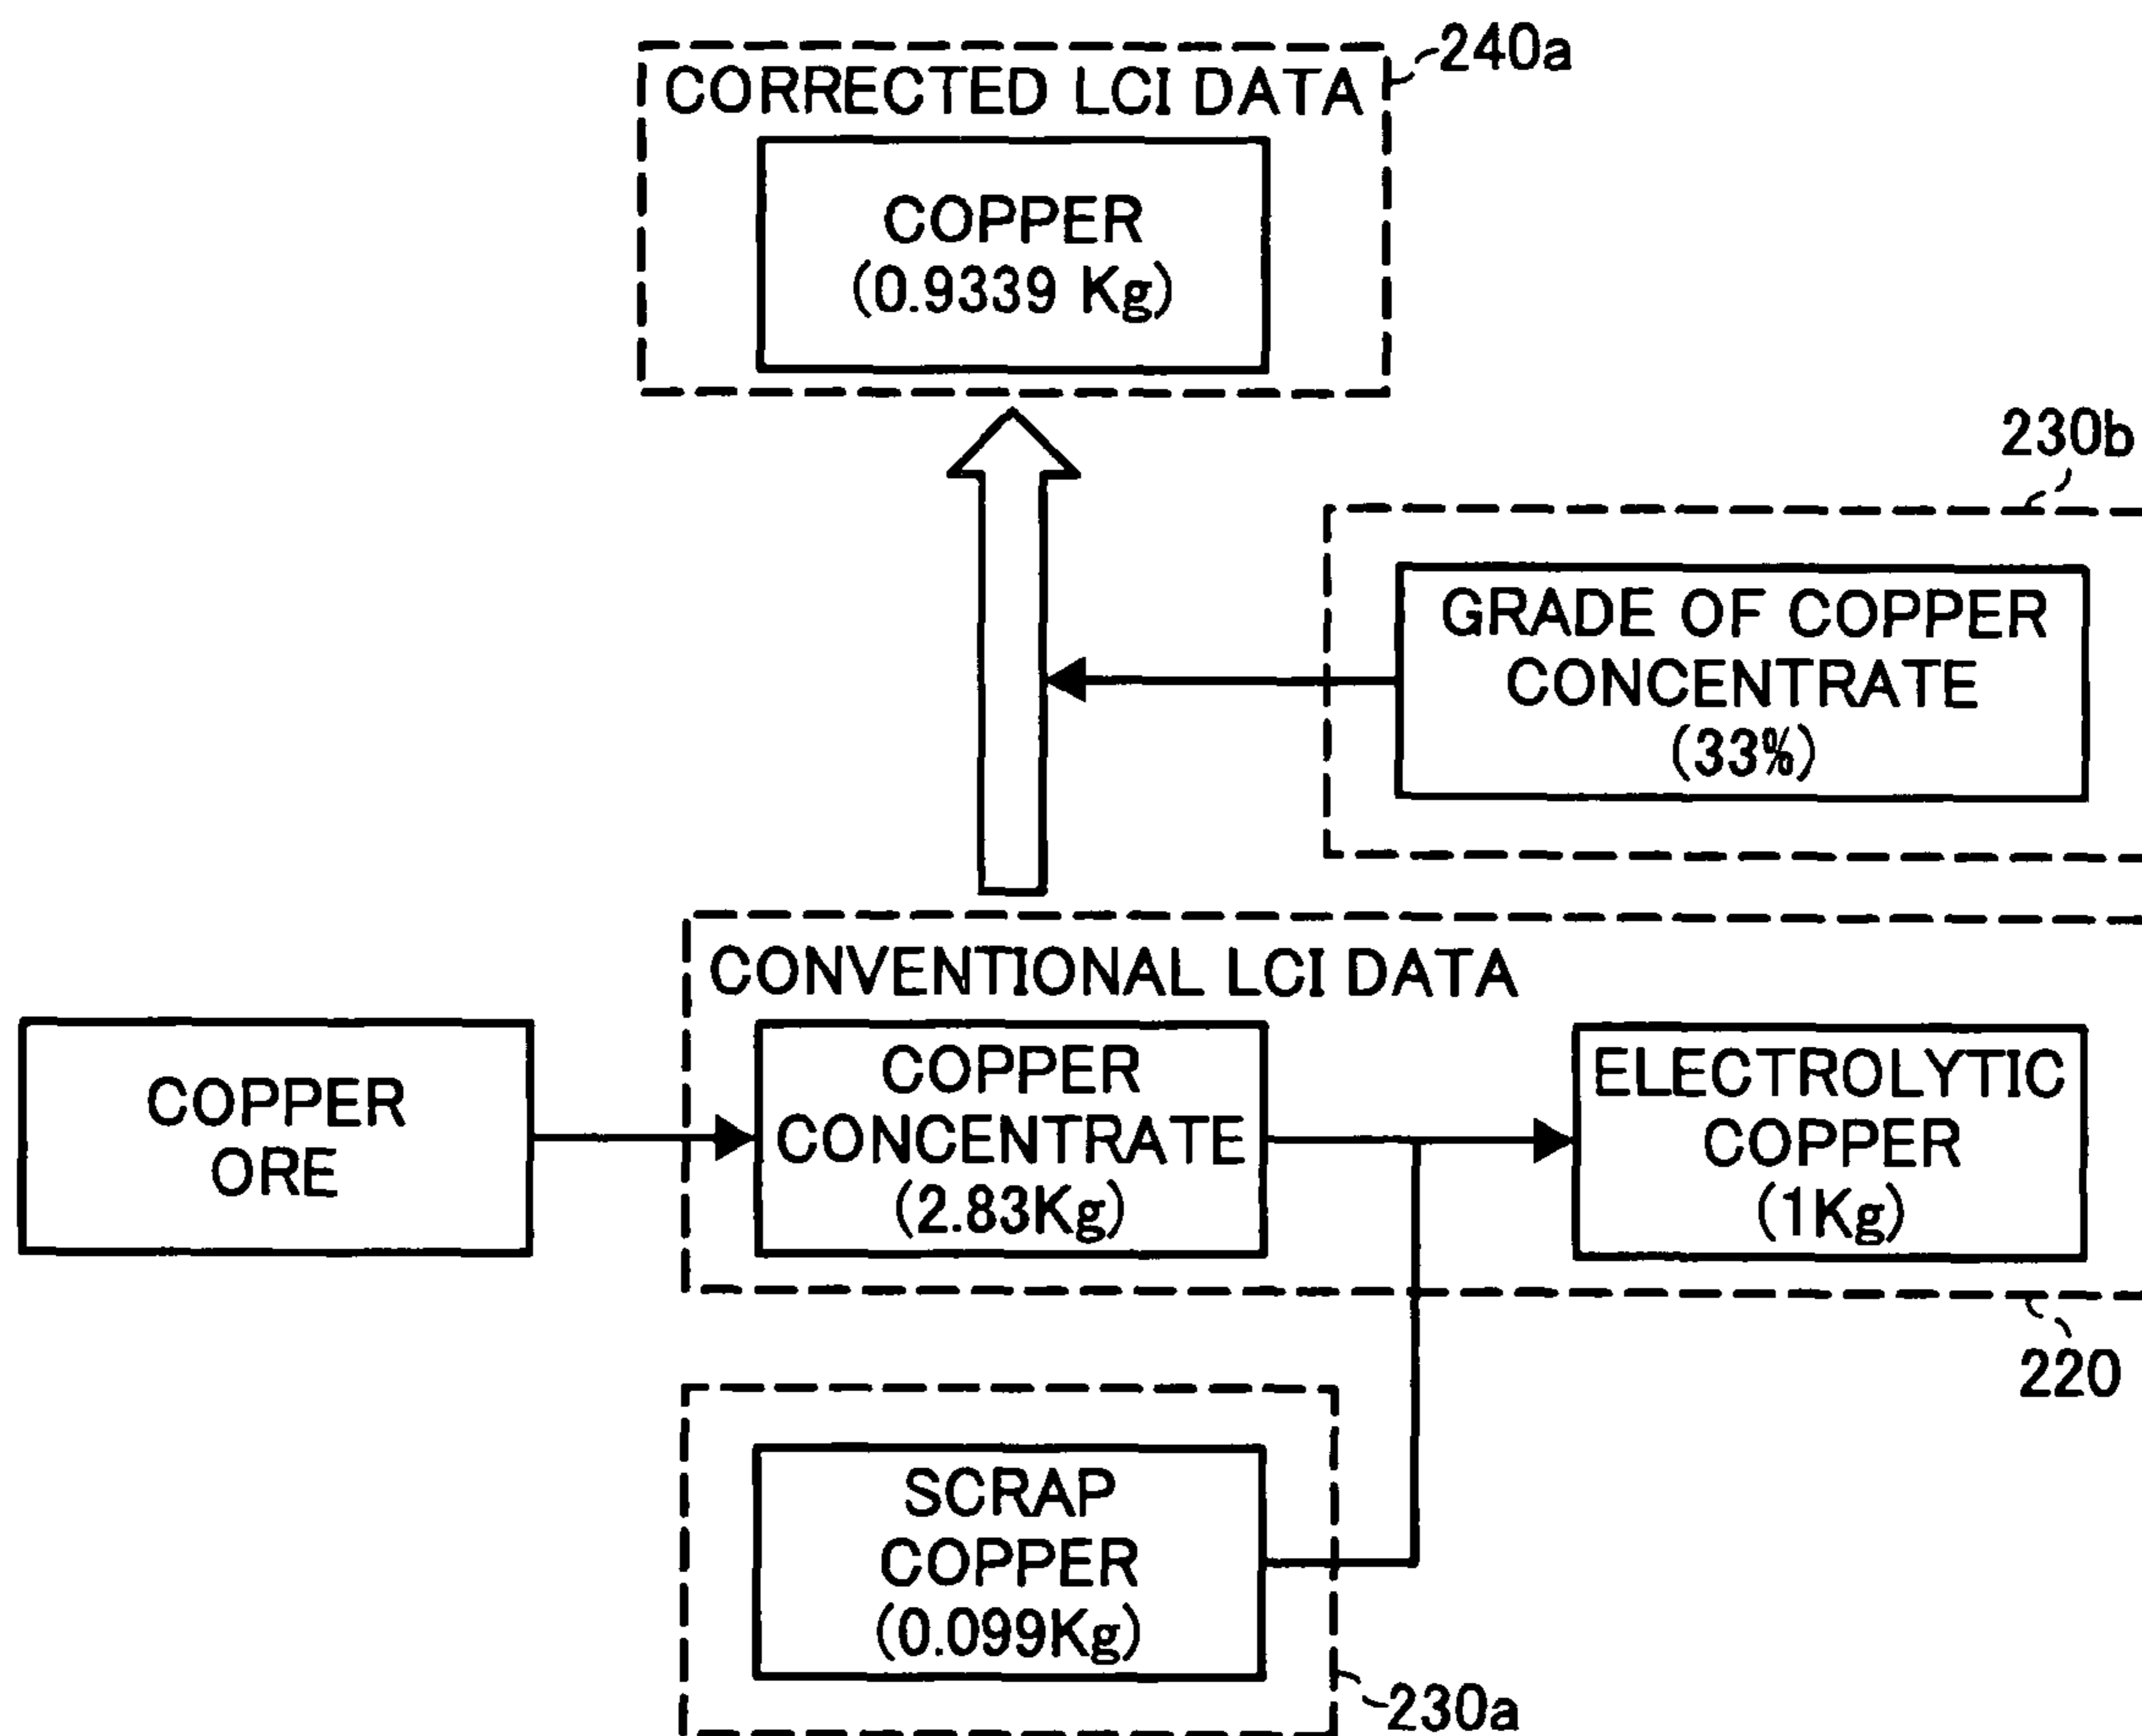 240a
CORRECTED LCI DATA
COPPER
(0.9339 Kg)
230b
GRADE OF COPPER
CONCENTRATE
(33%)
CONVENTIONAL LCI DATA
COPPER
ORE
COPPER
CONCENTRATE
(2.83Kg)
ELECTROLYTIC
COPPER
(1Kg)
220
SCRAP
COPPER
(0.099Kg)
230a